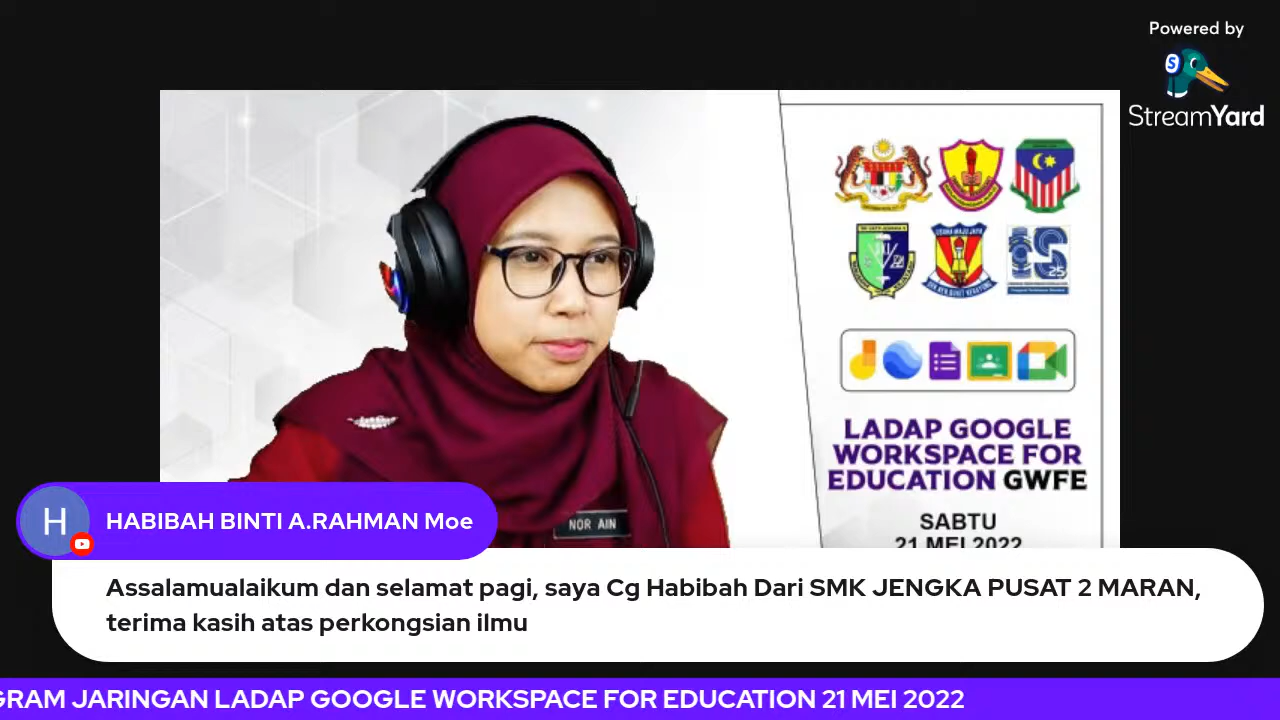 Powered by
StreamYard
LADAP GOOGLE
WORKSPACE FOR
EDUCATION GWFE
SABTU
21 MEI 2022
NOR AIN
H
HABIBAH BINTI A.RAHMAN Moe
Assalamualaikum dan selamat pagi, saya Cg Habibah Dari SMK JENGKA PUSAT 2 MARAN,
terima kasih atas perkongsian ilmu
GRAM JARINGAN LADAP GOOGLE WORKSPACE FOR EDUCATION 21 MEI 2022